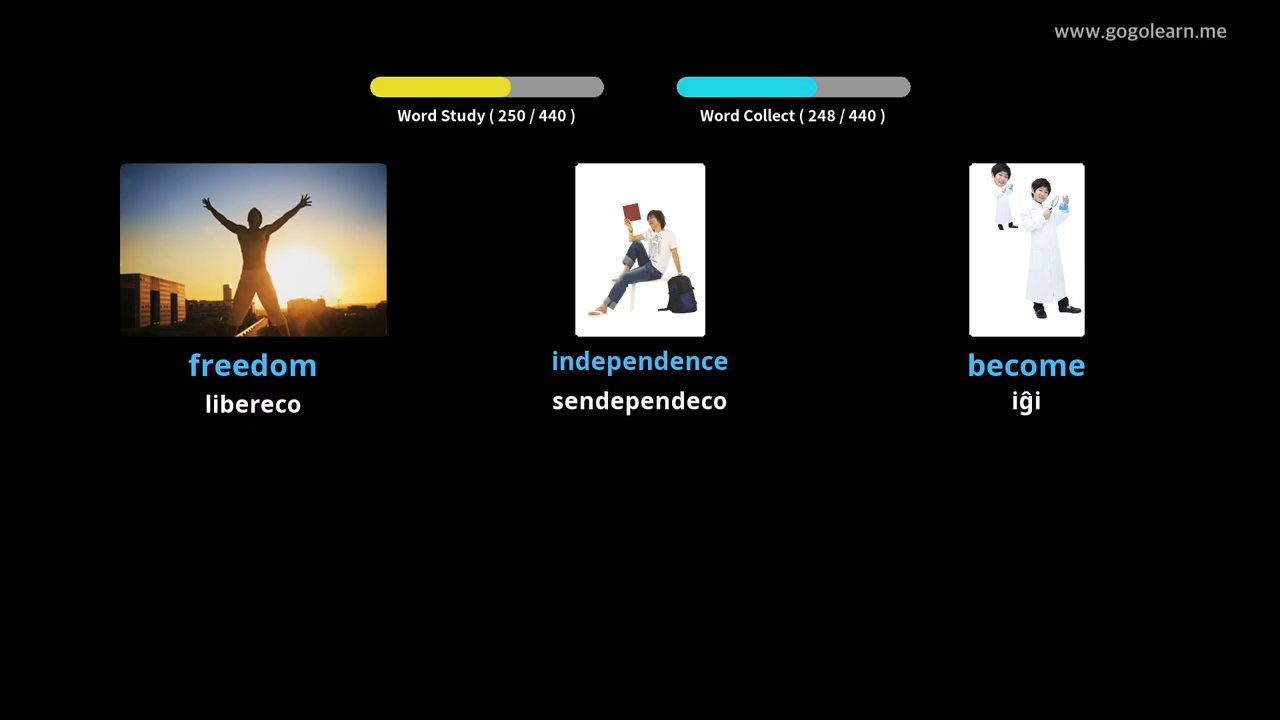 www.gogolearn.me
Word Study ( 250 / 440 )
Word Collect ( 248 / 440 )
freedom
libereco
independence
sendependeco
become
iĝi